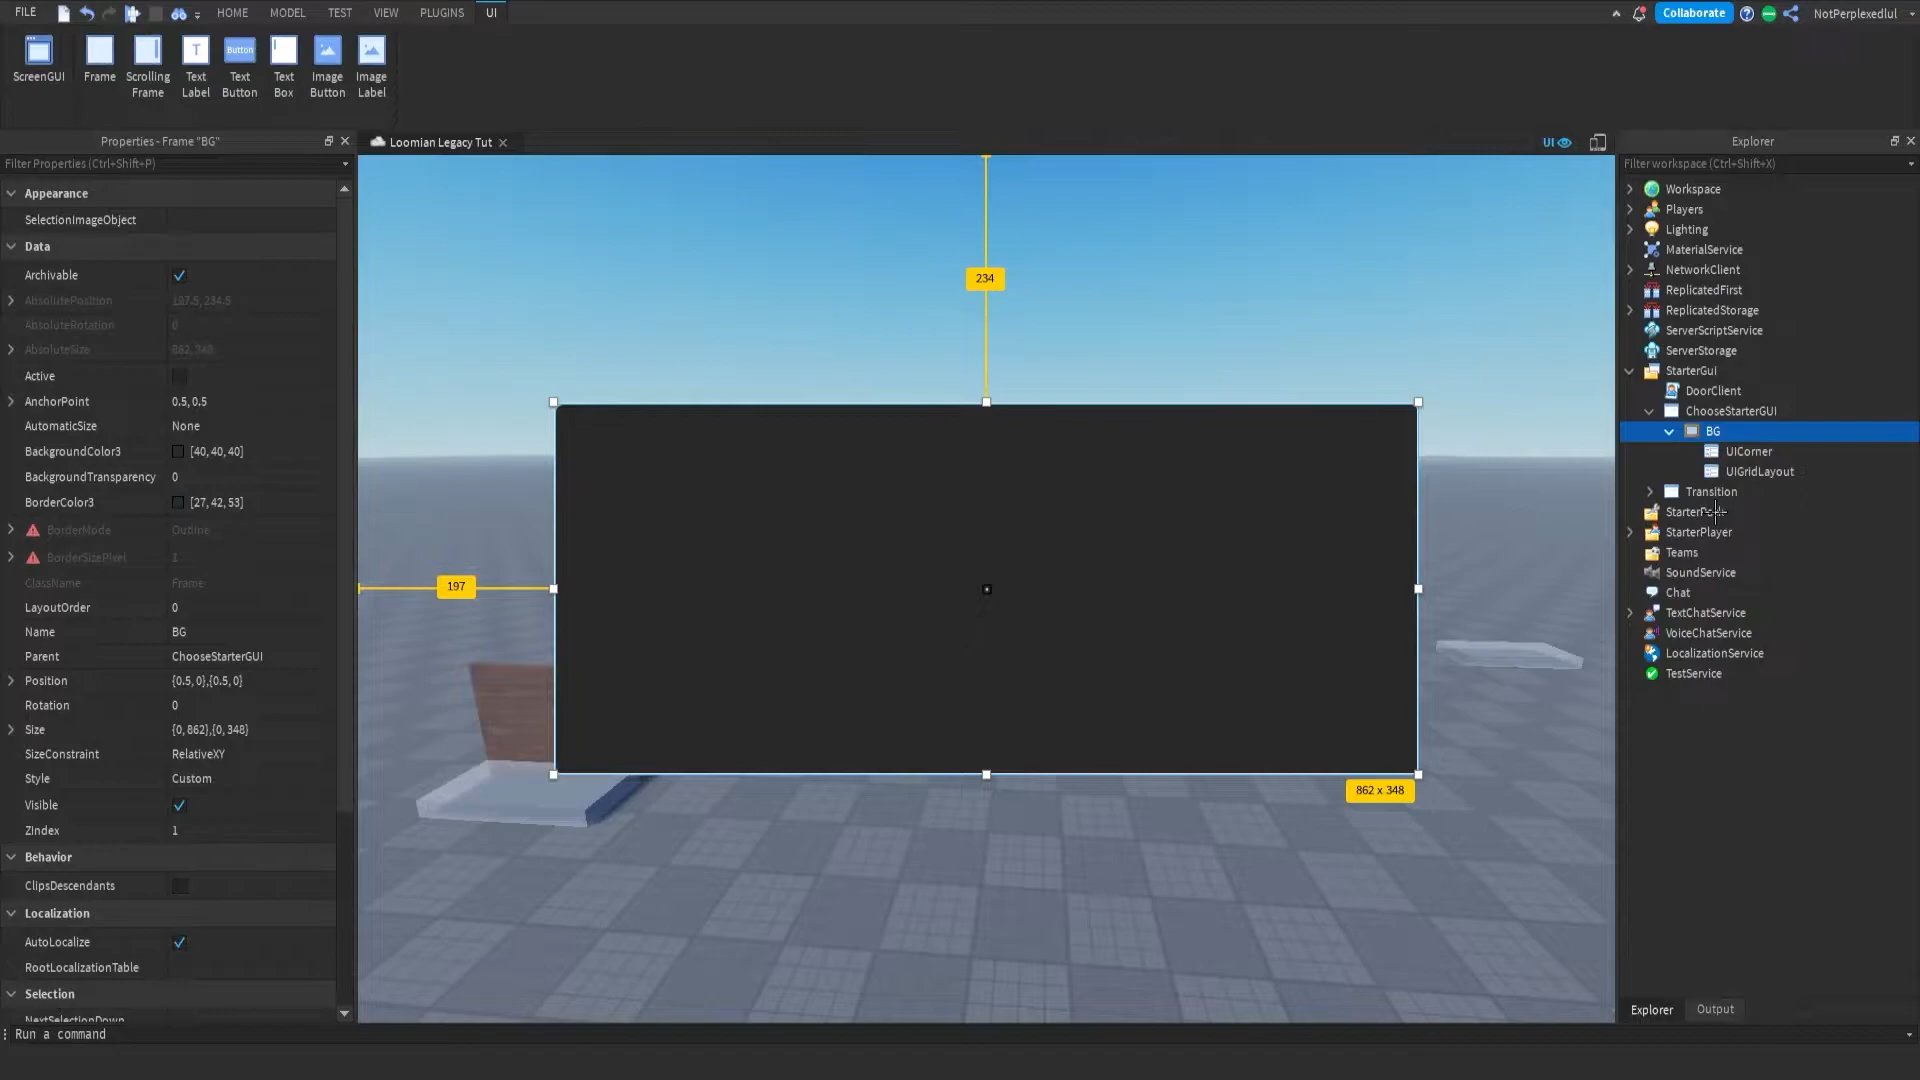 FILE
HOME
MODEL
TEST
VIEW
PLUGINS
UI
Collaborate
NotPerplexedlul
ScreenGUI
Frame
Scrolling
Frame
Text
Label
Text
Button
Text
Box
Image
Button
Image
Label
T
Button
Properties - Frame "BG"
Filter Properties (Ctrl+Shift+P)
Appearance
SelectionImageObject
Data
Archivable
AbsolutePosition 197.5, 234.5
AbsoluteRotation 0
AbsoluteSize 862, 348
Active
AnchorPoint 0.5, 0.5
AutomaticSize None
BackgroundColor3 [40, 40, 40]
BackgroundTransparency 0
BorderColor3 [27, 42, 53]
BorderMode Outline
BorderSizePixel 1
ClassName Frame
LayoutOrder 0
Name BG
Parent ChooseStarterGUI
Position {0.5, 0},{0.5, 0}
Rotation 0
Size {0, 862},{0, 348}
SizeConstraint RelativeXY
Style Custom
Visible
ZIndex 1
Behavior
ClipsDescendants
Localization
AutoLocalize
RootLocalizationTable
Selection
NextSelectionDown
Run a command
Loomian Legacy Tut
UI
234
197
862 x 348
Explorer
Filter workspace (Ctrl+Shift+X)
Workspace
Players
Lighting
MaterialService
NetworkClient
ReplicatedFirst
ReplicatedStorage
ServerScriptService
ServerStorage
StarterGui
DoorClient
ChooseStarterGUI
BG
UICorner
UIGridLayout
Transition
StarterPlayer
Teams
SoundService
Chat
TextChatService
VoiceChatService
LocalizationService
TestService
Explorer
Output